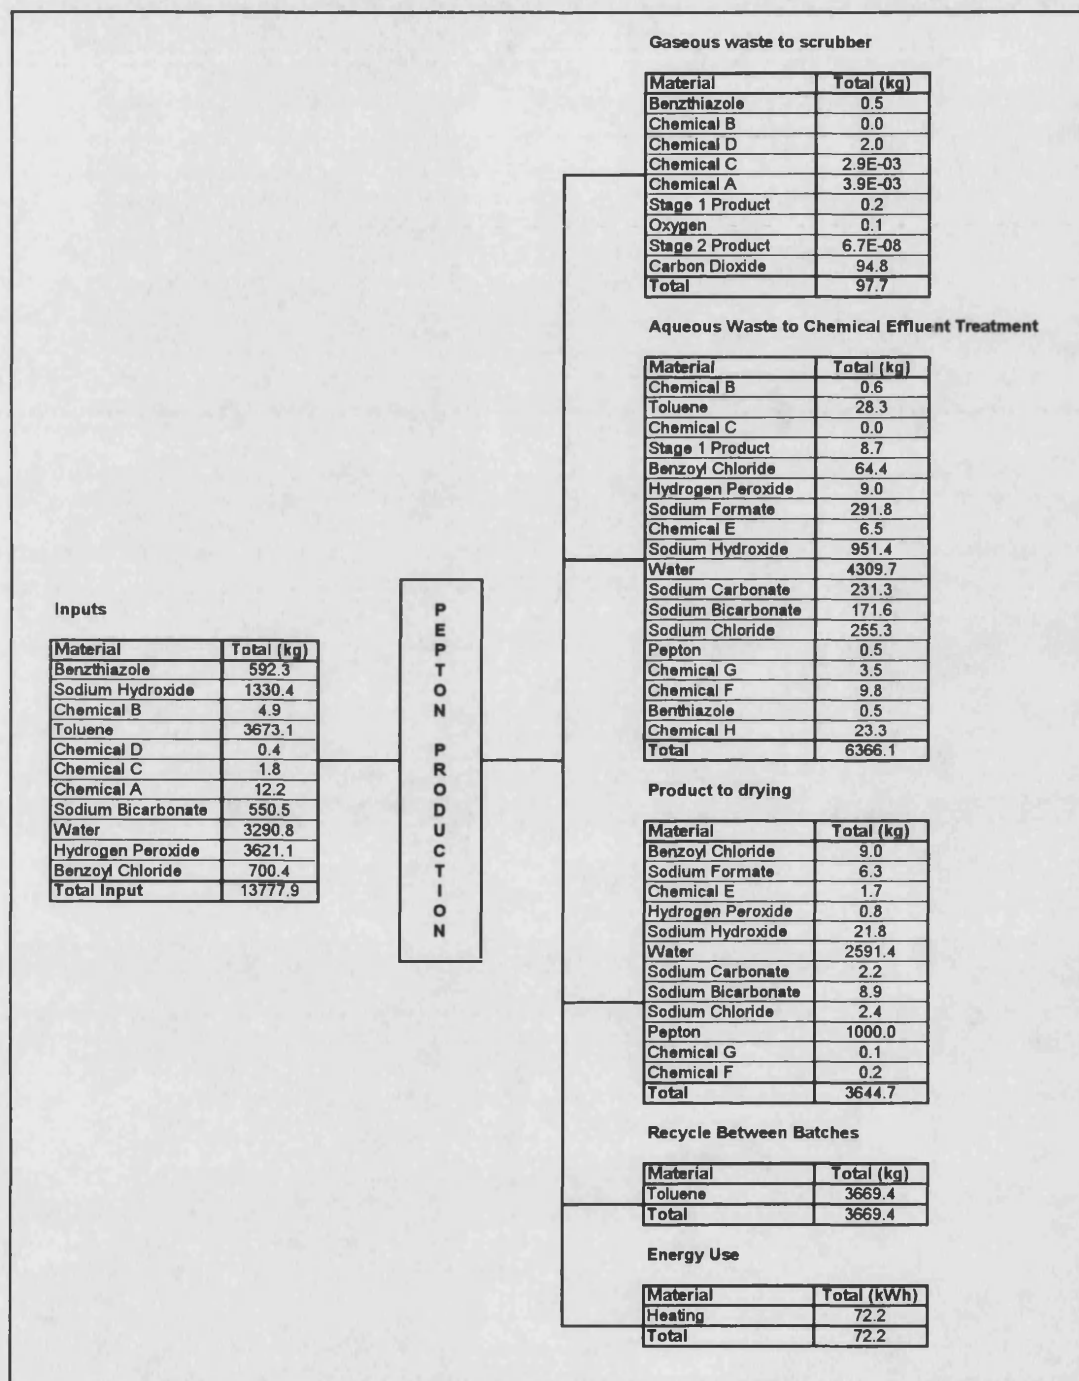 Gaseous waste to scrubber
Material Total (kg)
Benzthiazole 0.5
Chemical B 0.0
Chemical D 2.0
Chemical C 2.9E-03
Chemical A 3.9E-03
Stage 1 Product 0.2
Oxygen 0.1
Stage 2 Product 6.7E-08
Carbon Dioxide 94.8
Total 97.7
Aqueous Waste to Chemical Effluent Treatment
Material Total (kg)
Chemical B 0.6
Toluene 28.3
Chemical C 0.0
Stage 1 Product 8.7
Benzoyl Chloride 64.4
Hydrogen Peroxide 9.0
Sodium Formate 291.8
Chemical E 6.5
Sodium Hydroxide 951.4
Water 4309.7
Sodium Carbonate 231.3
Sodium Bicarbonate 171.6
Sodium Chloride 255.3
Pepton 0.5
Chemical G 3.5
Chemical F 9.8
Benthiazole 0.5
Chemical H 23.3
Total 6366.1
Inputs
Material Total (kg)
Benzthiazole 592.3
Sodium Hydroxide 1330.4
Chemical B 4.9
Toluene 3673.1
Chemical D 0.4
Chemical C 1.8
Chemical A 12.2
Sodium Bicarbonate 550.5
Water 3290.8
Hydrogen Peroxide 3621.1
Benzoyl Chloride 700.4
Total Input 13777.9
PEPTON PRODUCTION
Product to drying
Material Total (kg)
Benzoyl Chloride 9.0
Sodium Formate 6.3
Chemical E 1.7
Hydrogen Peroxide 0.8
Sodium Hydroxide 21.8
Water 2591.4
Sodium Carbonate 2.2
Sodium Bicarbonate 8.9
Sodium Chloride 2.4
Pepton 1000.0
Chemical G 0.1
Chemical F 0.2
Total 3644.7
Recycle Between Batches
Material Total (kg)
Toluene 3669.4
Total 3669.4
Energy Use
Material Total (kWh)
Heating 72.2
Total 72.2